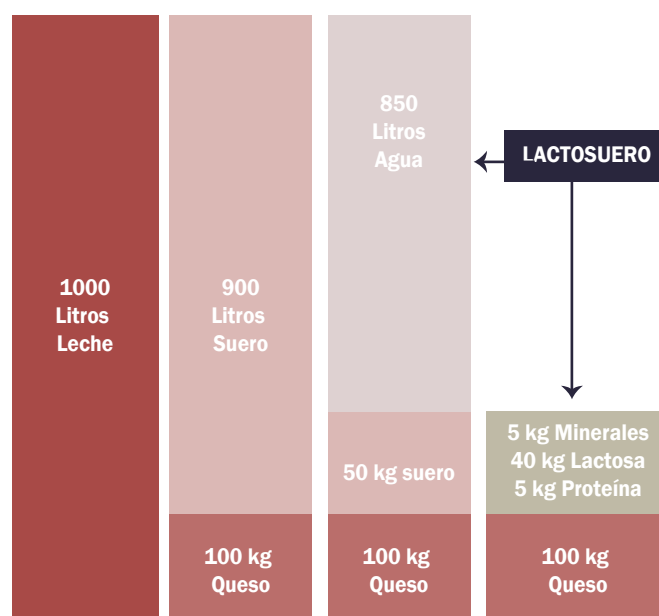 1000
Litros
Leche
900
Litros
Suero
100 kg
Queso
850
Litros
Agua
50 kg suero
100 kg
Queso
LACTOSUERO
5 kg Minerales
40 kg Lactosa
5 kg Proteína
100 kg
Queso